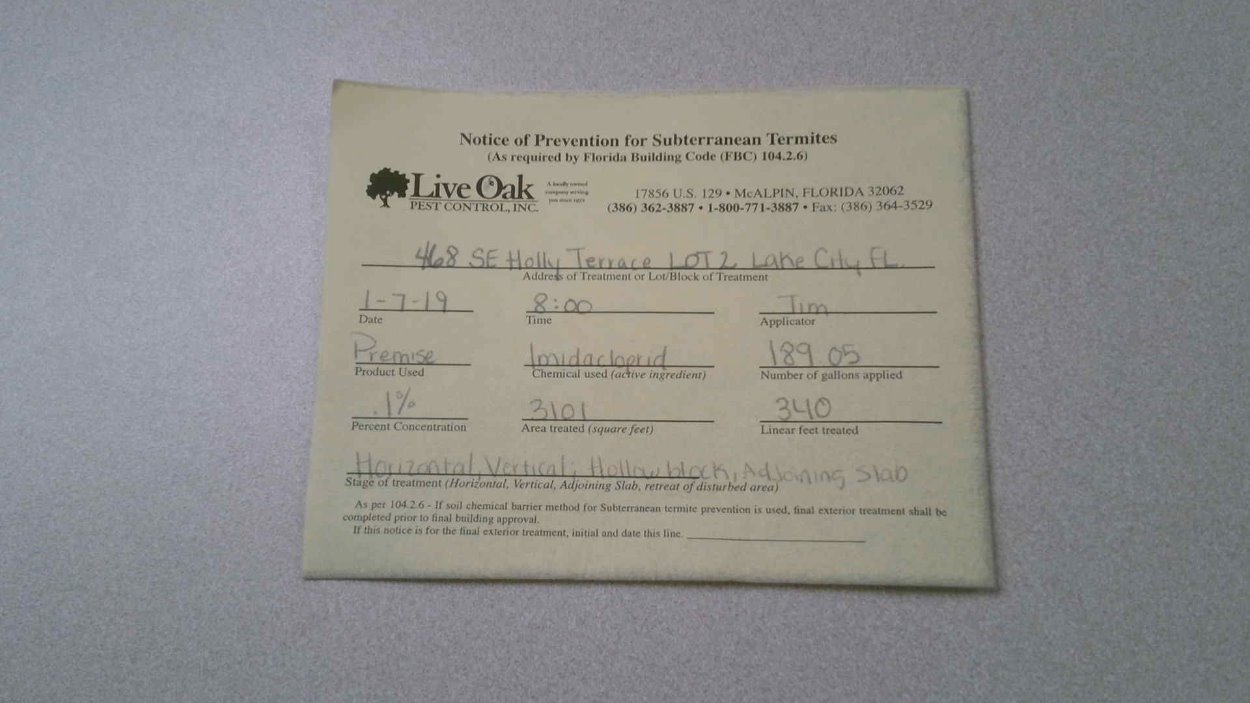 Notice of Prevention for Subterranean Termites
(As required by Florida Building Code (FBC) 104.2.6)
Live Oak
PEST CONTROL, INC.
A locally owned
company serving
you since
17856 U.S. 129 • McALPIN, FLORIDA 32062
(386) 362-3887 • 1-800-771-3887 • Fax: (386) 364-3529
468 SE Holly Terrace LOT 2 Lake City FL.
Address of Treatment or Lot/Block of Treatment
1-7-19 8:00 Tim
Date Time Applicator
Premise Imidacloprid 189.05
Product Used Chemical used (active ingredient) Number of gallons applied
.1% 3101 340
Percent Concentration Area treated (square feet) Linear feet treated
Horizontal, Vertical, Hollow block, Adjoining Slab
Stage of treatment (Horizontal, Vertical, Adjoining Slab, retreat of disturbed area)
As per 104.2.6 - If soil chemical barrier method for Subterranean termite prevention is used, final exterior treatment shall be
completed prior to final building approval.
If this notice is for the final exterior treatment, initial and date this line.